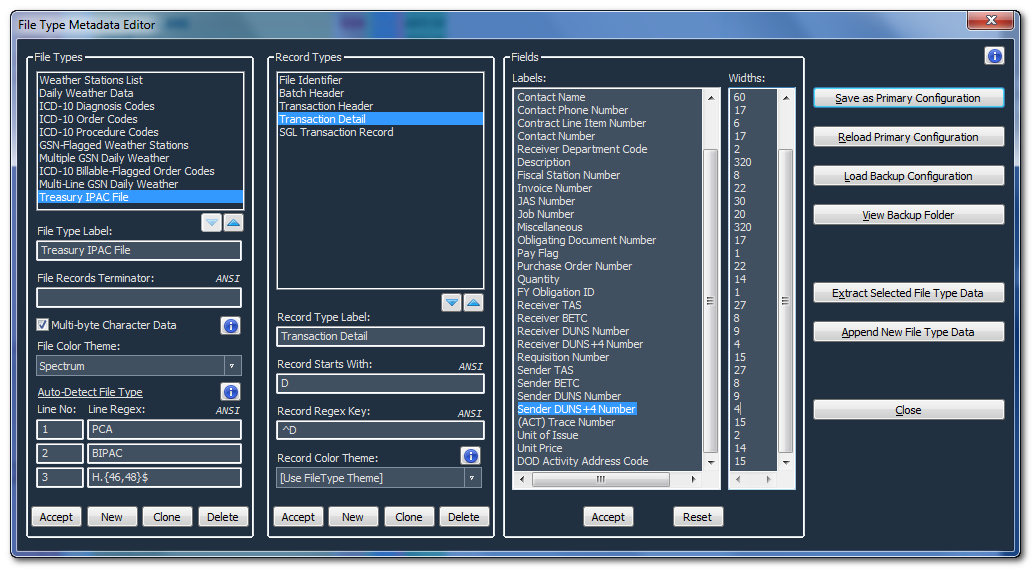 File Type Metadata Editor
File Types
Weather Stations List
Daily Weather Data
ICD-10 Diagnosis Codes
ICD-10 Order Codes
ICD-10 Procedure Codes
GSN-Flagged Weather Stations
Multiple GSN Daily Weather
ICD-10 Billable-Flagged Order Codes
Multi-Line GSN Daily Weather
Treasury IPAC File
File Type Label:
Treasury IPAC File
File Records Terminator: ANSI
Multi-byte Character Data
File Color Theme:
Spectrum
Auto-Detect File Type
Line No: Line Regex: ANSI
1 PCA
2 BIPAC
3 H.{46,48}$
Accept New Clone Delete
Record Types
File Identifier
Batch Header
Transaction Header
Transaction Detail
SGL Transaction Record
Record Type Label:
Transaction Detail
Record Starts With: ANSI
D
Record Regex Key: ANSI
^D
Record Color Theme:
[Use FileType Theme]
Accept New Clone Delete
Fields
Labels: Widths:
Contact Name 60
Contact Phone Number 17
Contract Line Item Number 6
Contact Number 17
Receiver Department Code 2
Description 320
Fiscal Station Number 8
Invoice Number 22
JAS Number 30
Job Number 20
Miscellaneous 320
Obligating Document Number 17
Pay Flag 1
Purchase Order Number 22
Quantity 14
FY Obligation ID 1
Receiver TAS 27
Receiver BETC 8
Receiver DUNS Number 9
Receiver DUNS+4 Number 4
Requisition Number 15
Sender TAS 27
Sender BETC 8
Sender DUNS Number 9
Sender DUNS+4 Number 4
(ACT) Trace Number 15
Unit of Issue 2
Unit Price 14
DOD Activity Address Code 15
Accept Reset
Save as Primary Configuration
Reload Primary Configuration
Load Backup Configuration
View Backup Folder
Extract Selected File Type Data
Append New File Type Data
Close